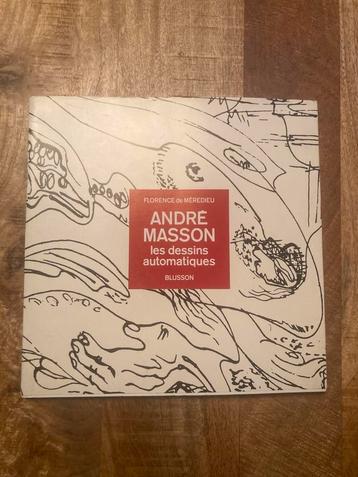 FLORENCE de MÈREDIEU
ANDRÉ
MASSON
les dessins
automatiques
BLUSSON